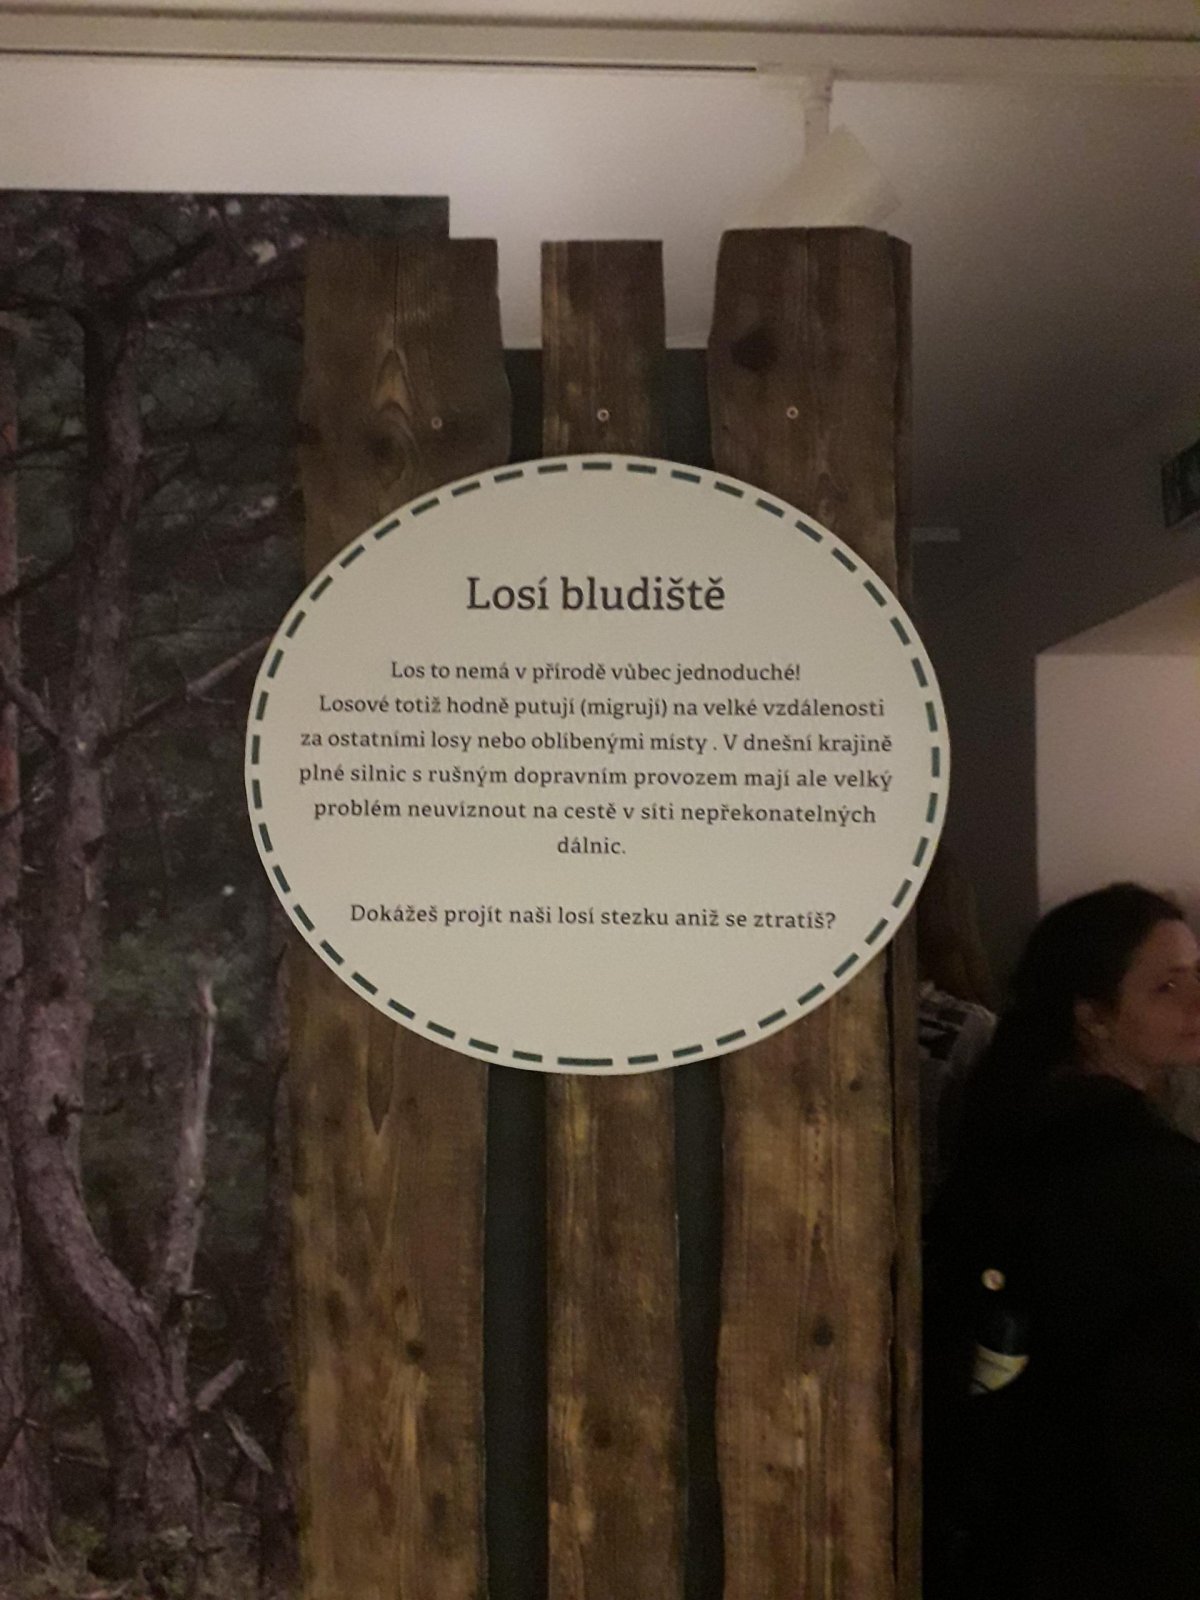 Losí bludiště
Los to nemá v přírodě vůbec jednoduché!
Losové totiž hodně putují (migrují) na velké vzdálenosti
za ostatními losy nebo oblíbenými místy . V dnešní krajině
plné silnic s rušným dopravním provozem mají ale velký
problém neuvíznout na cestě v síti nepřekonatelných
dálnic.
Dokážeš projít naši losí stezku aniž se ztratíš?